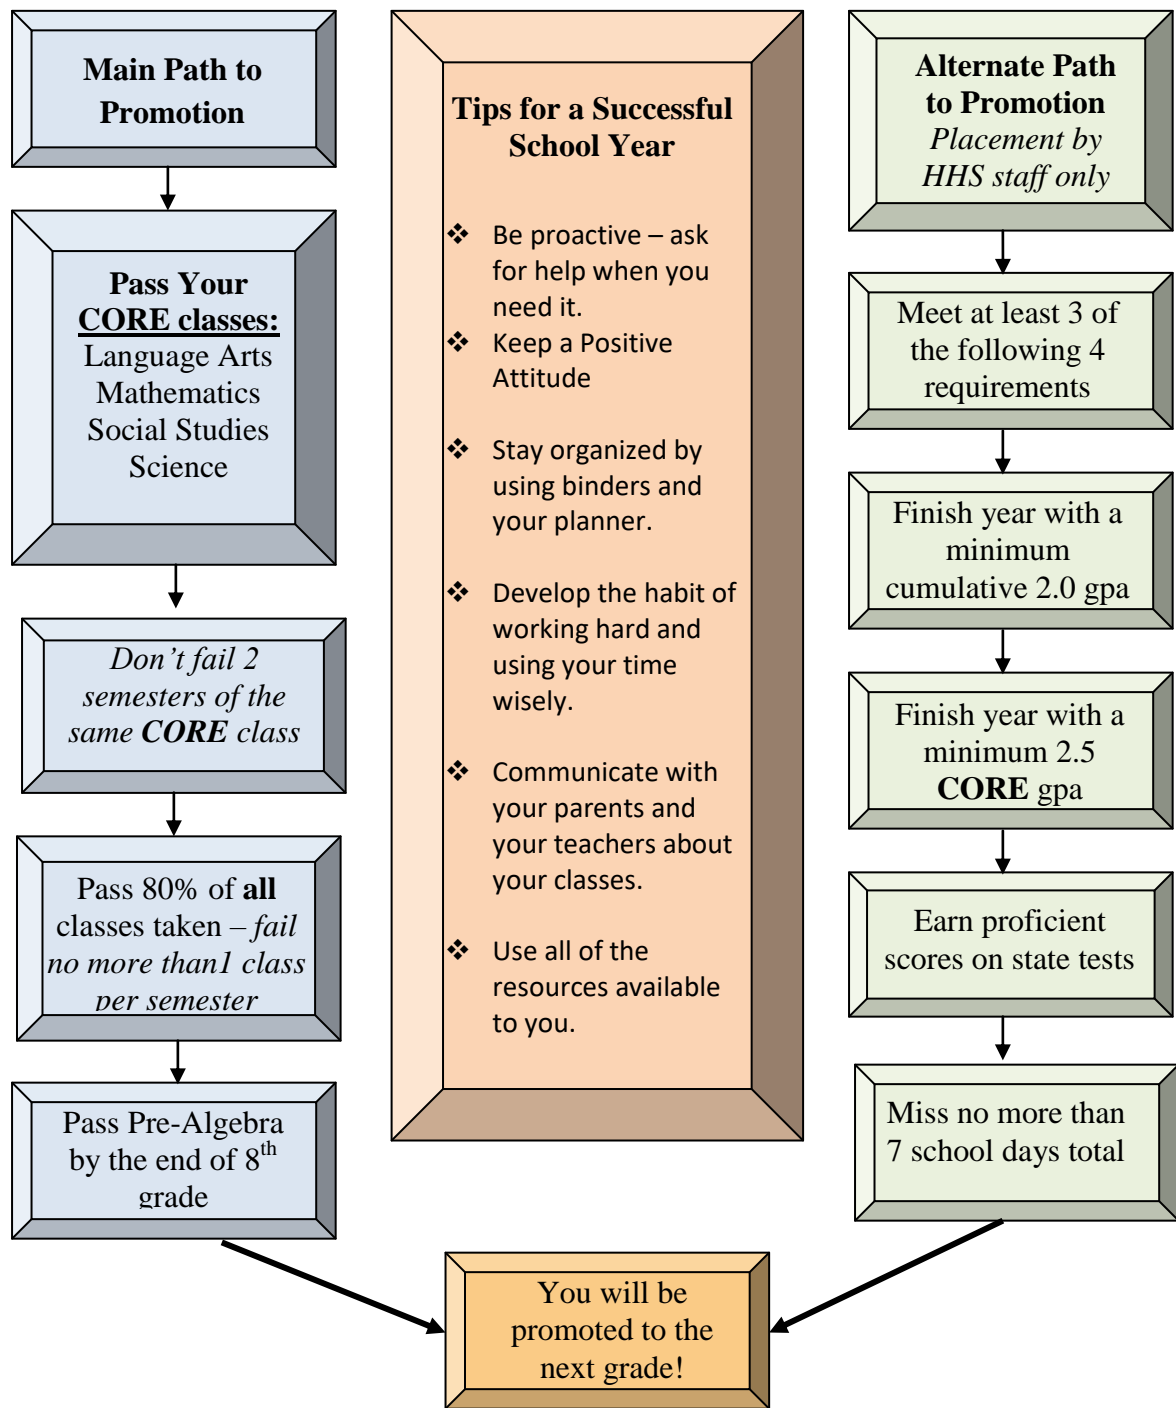 Main Path to
Promotion
Pass Your
CORE classes:
Language Arts
Mathematics
Social Studies
Science
Don’t fail 2
semesters of the
same CORE class
Pass 80% of all
classes taken – fail
no more than1 class
per semester
Pass Pre-Algebra
by the end of 8th
grade
Tips for a Successful
School Year
❖ Be proactive – ask
for help when you
need it.
❖ Keep a Positive
Attitude
❖ Stay organized by
using binders and
your planner.
❖ Develop the habit of
working hard and
using your time
wisely.
❖ Communicate with
your parents and
your teachers about
your classes.
❖ Use all of the
resources available
to you.
Alternate Path
to Promotion
Placement by
HHS staff only
Meet at least 3 of
the following 4
requirements
Finish year with a
minimum
cumulative 2.0 gpa
Finish year with a
minimum 2.5
CORE gpa
Earn proficient
scores on state tests
Miss no more than
7 school days total
You will be
promoted to the
next grade!